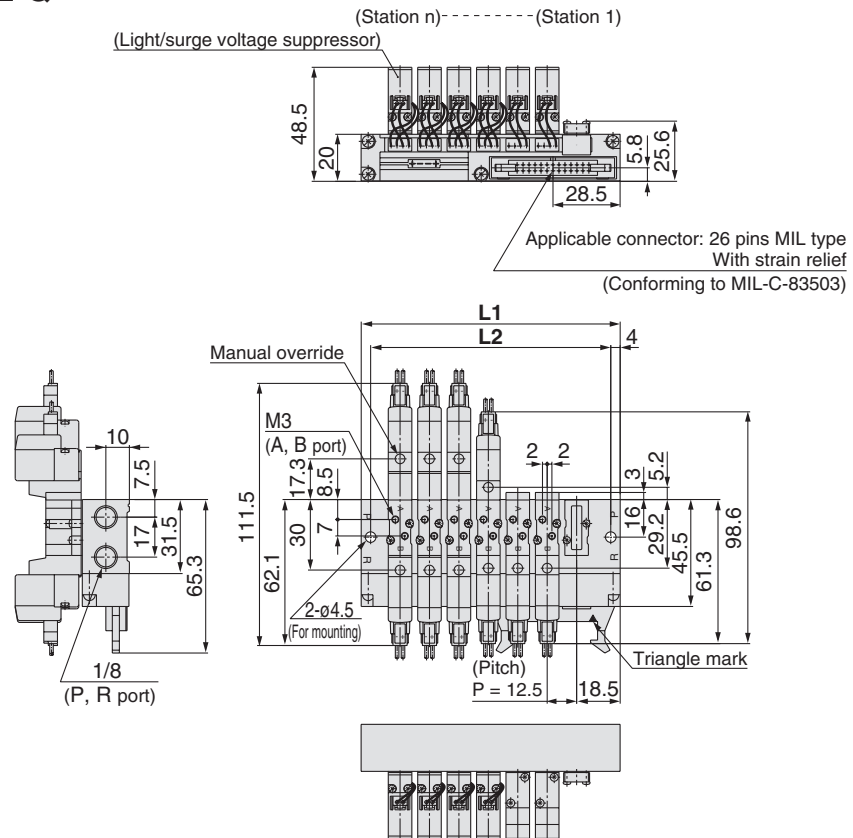 (Station n)
(Station 1)
(Light/surge voltage suppressor)
48.5
20
5.8
25.6
28.5
Applicable connector: 26 pins MIL type
With strain relief
(Conforming to MIL-C-83503)
L1
L2
4
Manual override
M3
(A, B port)
10
7.5
17
31.5
65.3
1/8
(P, R port)
111.5
62.1
17.3
8.5
30
7
2
2
3
5.2
16
29.2
45.5
61.3
98.6
A
A
A
A
A
A
B
B
P
R
R
2-ø4.5
(For mounting)
(Pitch)
P = 12.5
18.5
Triangle mark